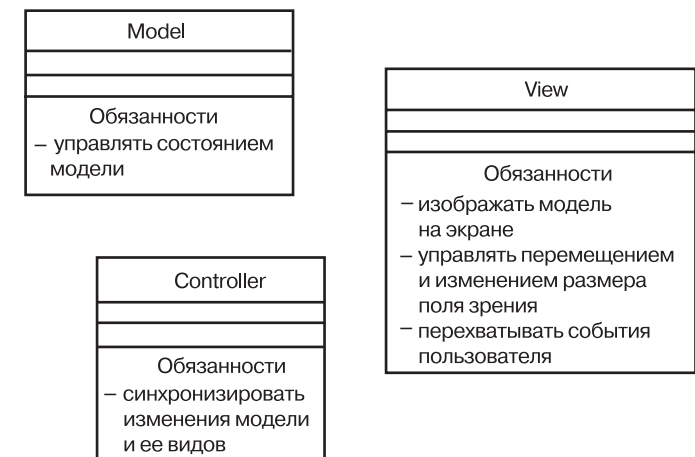 Model
Обязанности
– управлять состоянием
модели
View
Обязанности
– изображать модель
на экране
– управлять перемещением
и изменением размера
поля зрения
– перехватывать события
пользователя
Controller
Обязанности
– синхронизировать
изменения модели
и ее видов